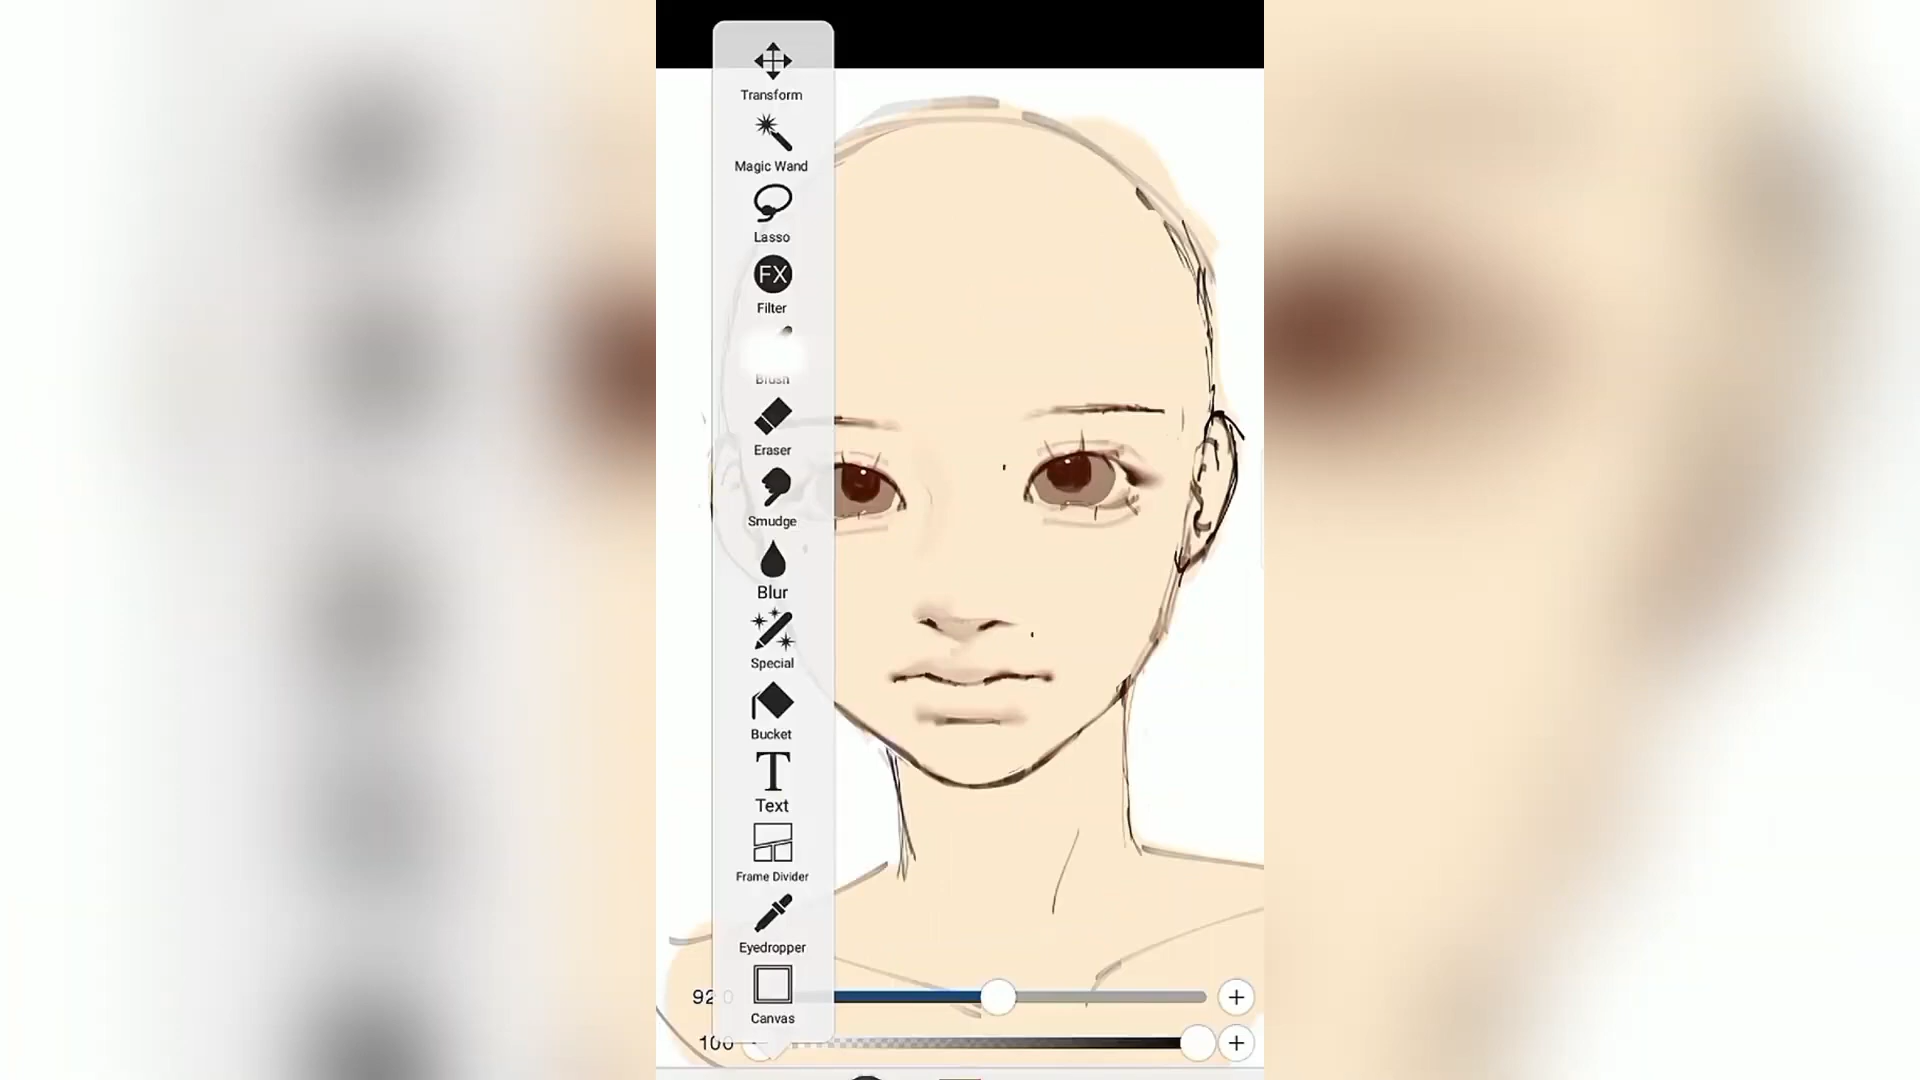 Transform
Magic Wand
Lasso
FX
Filter
Brush
Eraser
Smudge
Blur
Special
Bucket
T
Text
Frame Divider
Eyedropper
Canvas
92.0
+
100
+